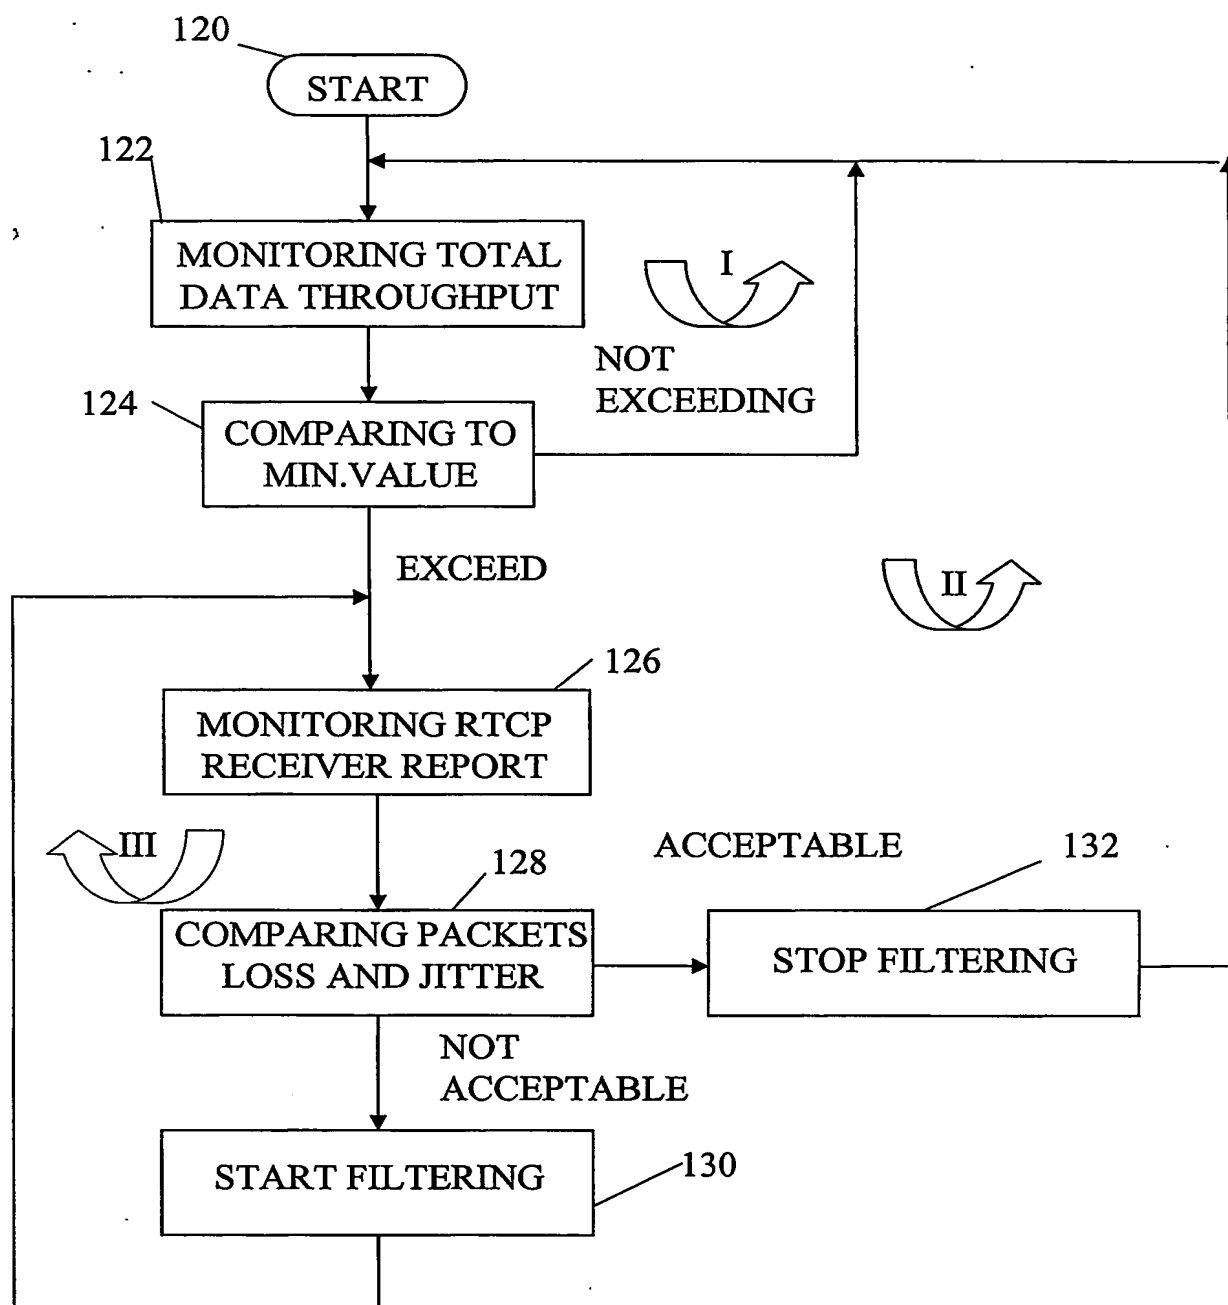 120
START
122
MONITORING TOTAL
DATA THROUGHPUT
I
NOT
EXCEEDING
124
COMPARING TO
MIN.VALUE
EXCEED
II
126
MONITORING RTCP
RECEIVER REPORT
III
ACCEPTABLE
132
128
COMPARING PACKETS
LOSS AND JITTER
STOP FILTERING
NOT
ACCEPTABLE
START FILTERING
130